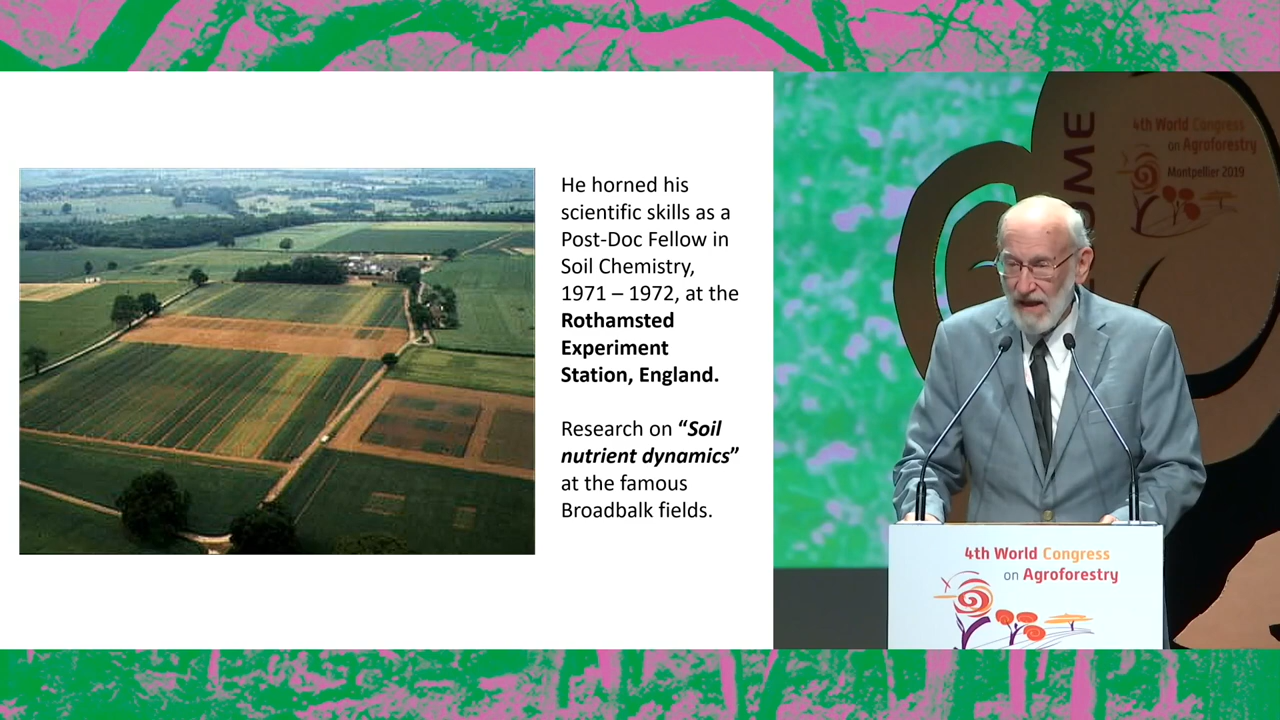 He horned his
scientific skills as a
Post-Doc Fellow in
Soil Chemistry,
1971 – 1972, at the
Rothamsted
Experiment
Station, England.
Research on “Soil
nutrient dynamics”
at the famous
Broadbalk fields.
OME
4th World Congress
on Agroforestry
Montpellier 2019
4th World Congress
on Agroforestry